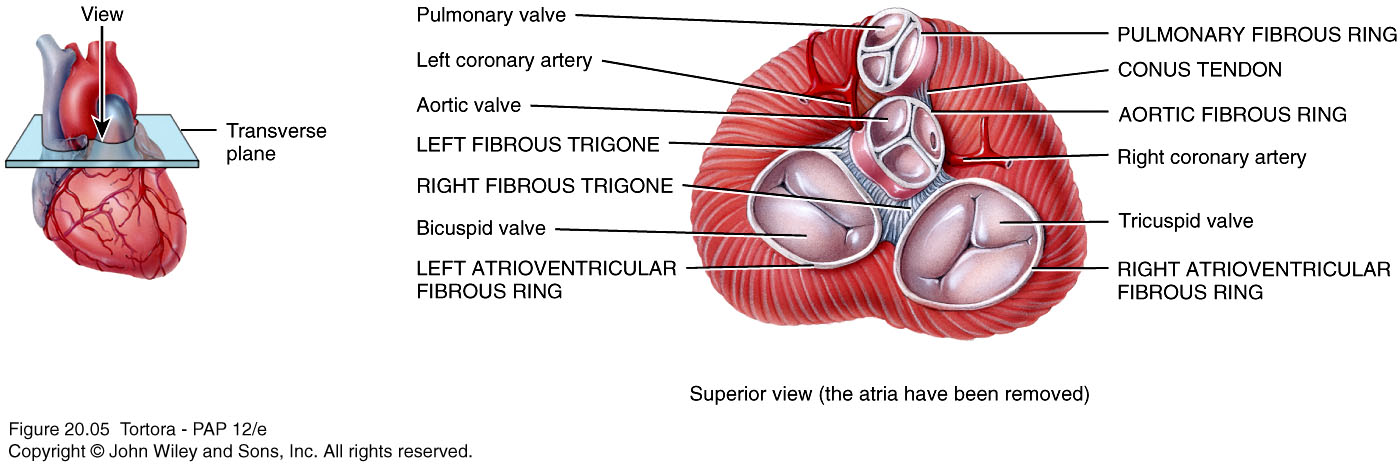 View
Transverse
plane
Pulmonary valve
Left coronary artery
Aortic valve
LEFT FIBROUS TRIGONE
RIGHT FIBROUS TRIGONE
Bicuspid valve
LEFT ATRIOVENTRICULAR
FIBROUS RING
PULMONARY FIBROUS RING
CONUS TENDON
AORTIC FIBROUS RING
Right coronary artery
Tricuspid valve
RIGHT ATRIOVENTRICULAR
FIBROUS RING
Superior view (the atria have been removed)
Figure 20.05 Tortora - PAP 12/e
Copyright © John Wiley and Sons, Inc. All rights reserved.